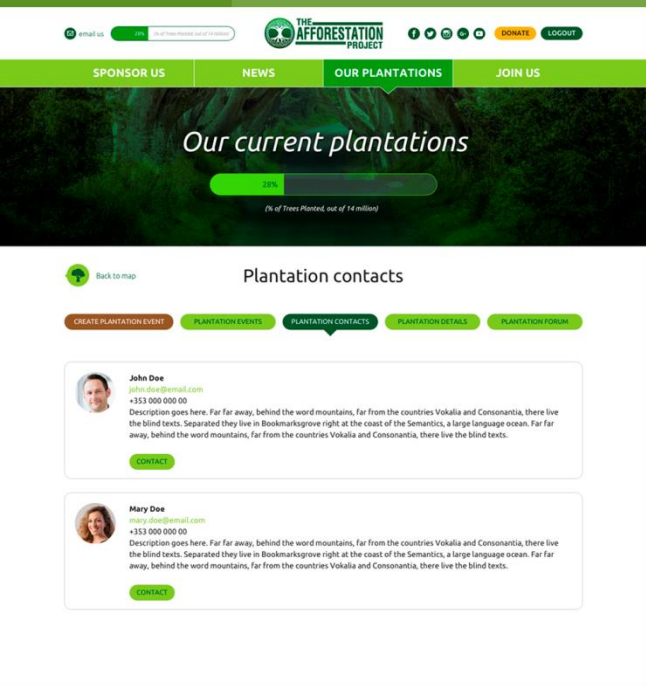 email us
28%
(% of Trees Planted, out of 14 million)
THE
AFFORESTATION
PROJECT
DONATE
LOGOUT
SPONSOR US
NEWS
OUR PLANTATIONS
JOIN US
Our current plantations
28%
(% of Trees Planted, out of 14 million)
Back to map
Plantation contacts
CREATE PLANTATION EVENT
PLANTATION EVENTS
PLANTATION CONTACTS
PLANTATION DETAILS
PLANTATION FORUM
John Doe
john.doe@email.com
+353 000 000 00
Description goes here. Far far away, behind the word mountains, far from the countries Vokalia and Consonantia, there live
the blind texts. Separated they live in Bookmarksgrove right at the coast of the Semantics, a large language ocean. Far far
away, behind the word mountains, far from the countries Vokalia and Consonantia, there live the blind texts.
CONTACT
Mary Doe
mary.doe@email.com
+353 000 000 00
Description goes here. Far far away, behind the word mountains, far from the countries Vokalia and Consonantia, there live
the blind texts. Separated they live in Bookmarksgrove right at the coast of the Semantics, a large language ocean. Far far
away, behind the word mountains, far from the countries Vokalia and Consonantia, there live the blind texts.
CONTACT